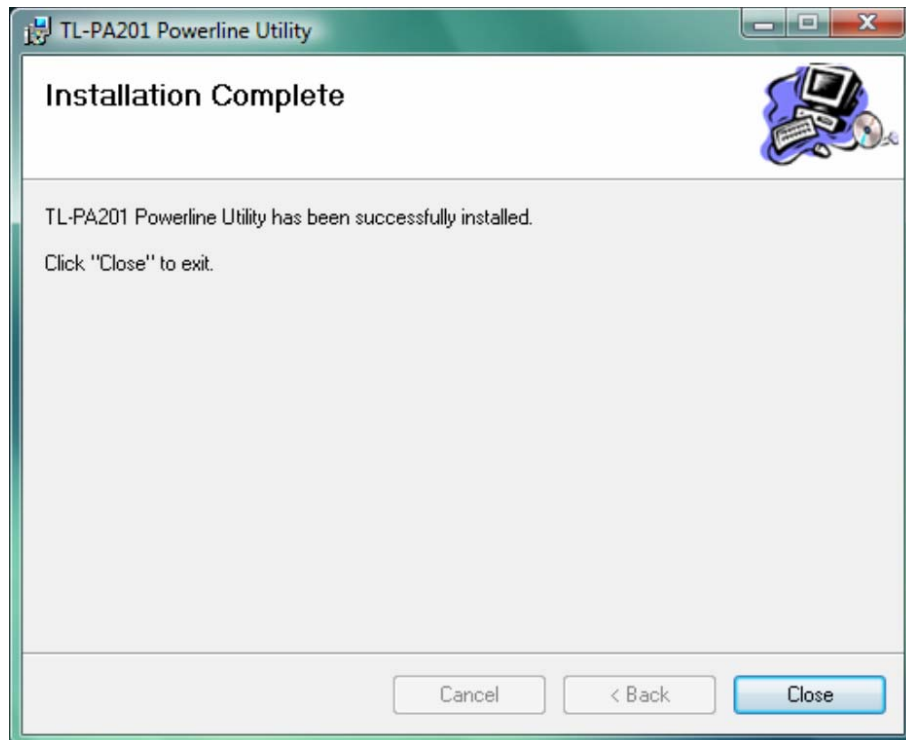 TL-PA201 Powerline Utility
Installation Complete
TL-PA201 Powerline Utility has been successfully installed.
Click "Close" to exit.
Cancel
< Back
Close